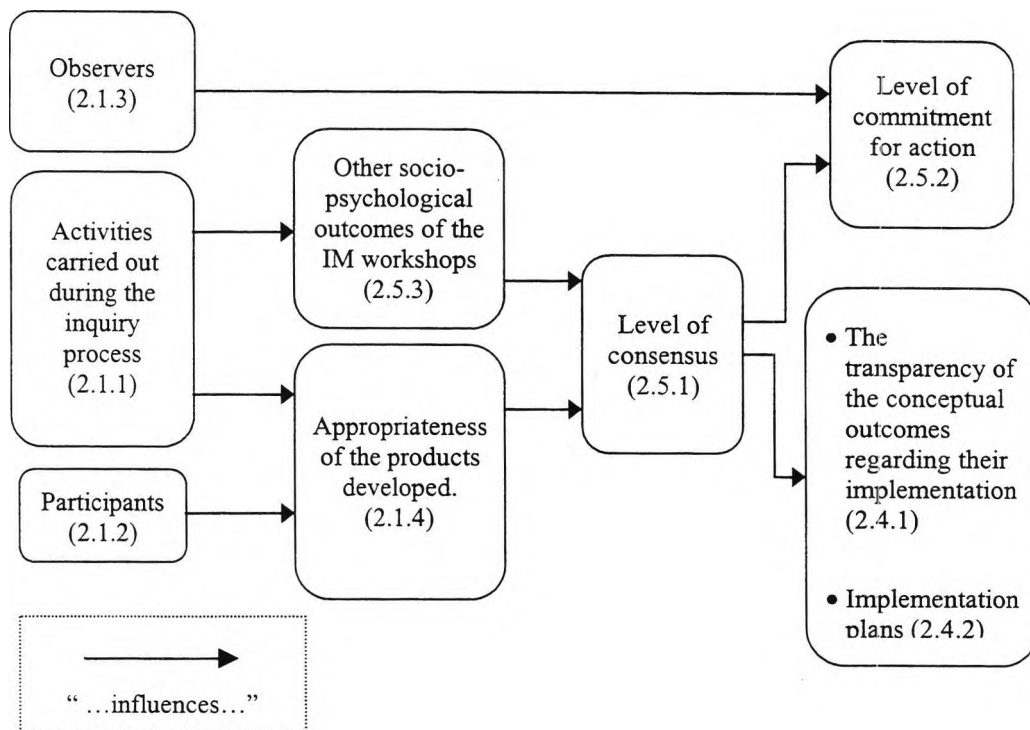 Observers
(2.1.3)
Level of
commitment
for action
(2.5.2)
Other socio-
psychological
outcomes of the
IM workshops
(2.5.3)
Activities
carried out
during the
inquiry
process
(2.1.1)
Level of
consensus
(2.5.1)
• The
transparency of
the conceptual
outcomes
regarding their
implementation
(2.4.1)
• Implementation
plans (2.4.2)
Appropriateness
of the products
developed.
(2.1.4)
Participants
(2.1.2)
“ …influences…”